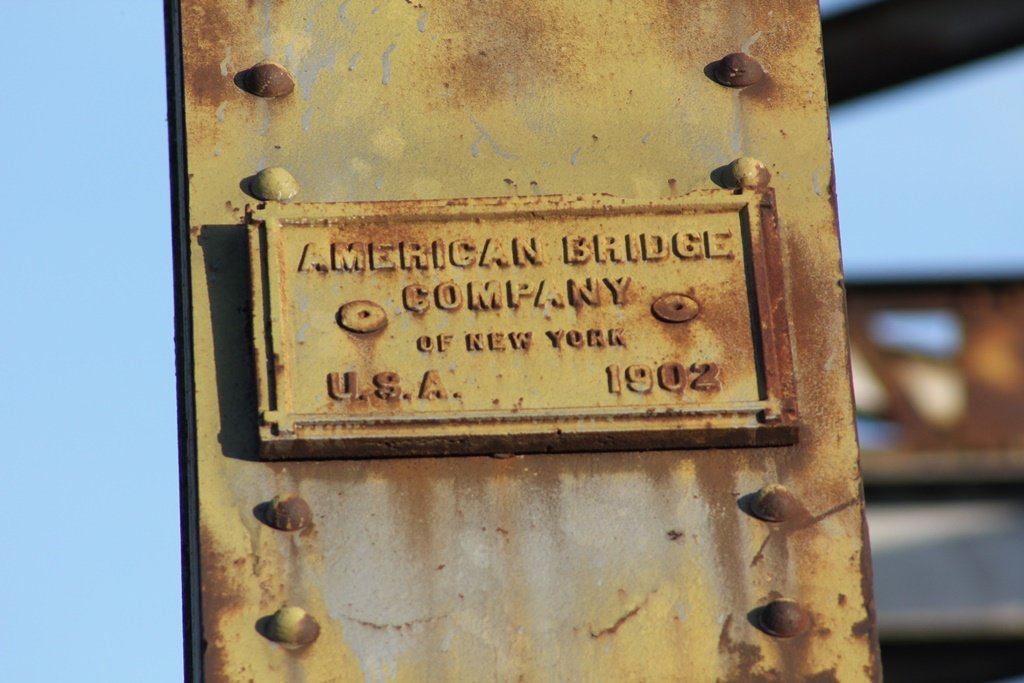 AMERICAN BRIDGE
COMPANY
OF NEW YORK
U.S.A. 1902